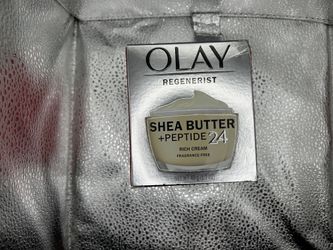 OLAY
REGENERIST
SHEA BUTTER
+PEPTIDE 24
RICH CREAM
FRAGRANCE-FREE